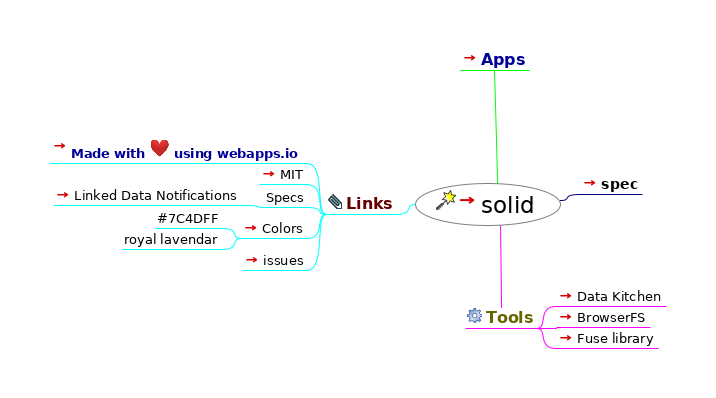 Apps
Made with ❤ using webapps.io
MIT
spec
Linked Data Notifications
Specs
Links
solid
#7C4DFF
Colors
royal lavendar
issues
Data Kitchen
Tools
BrowserFS
Fuse library